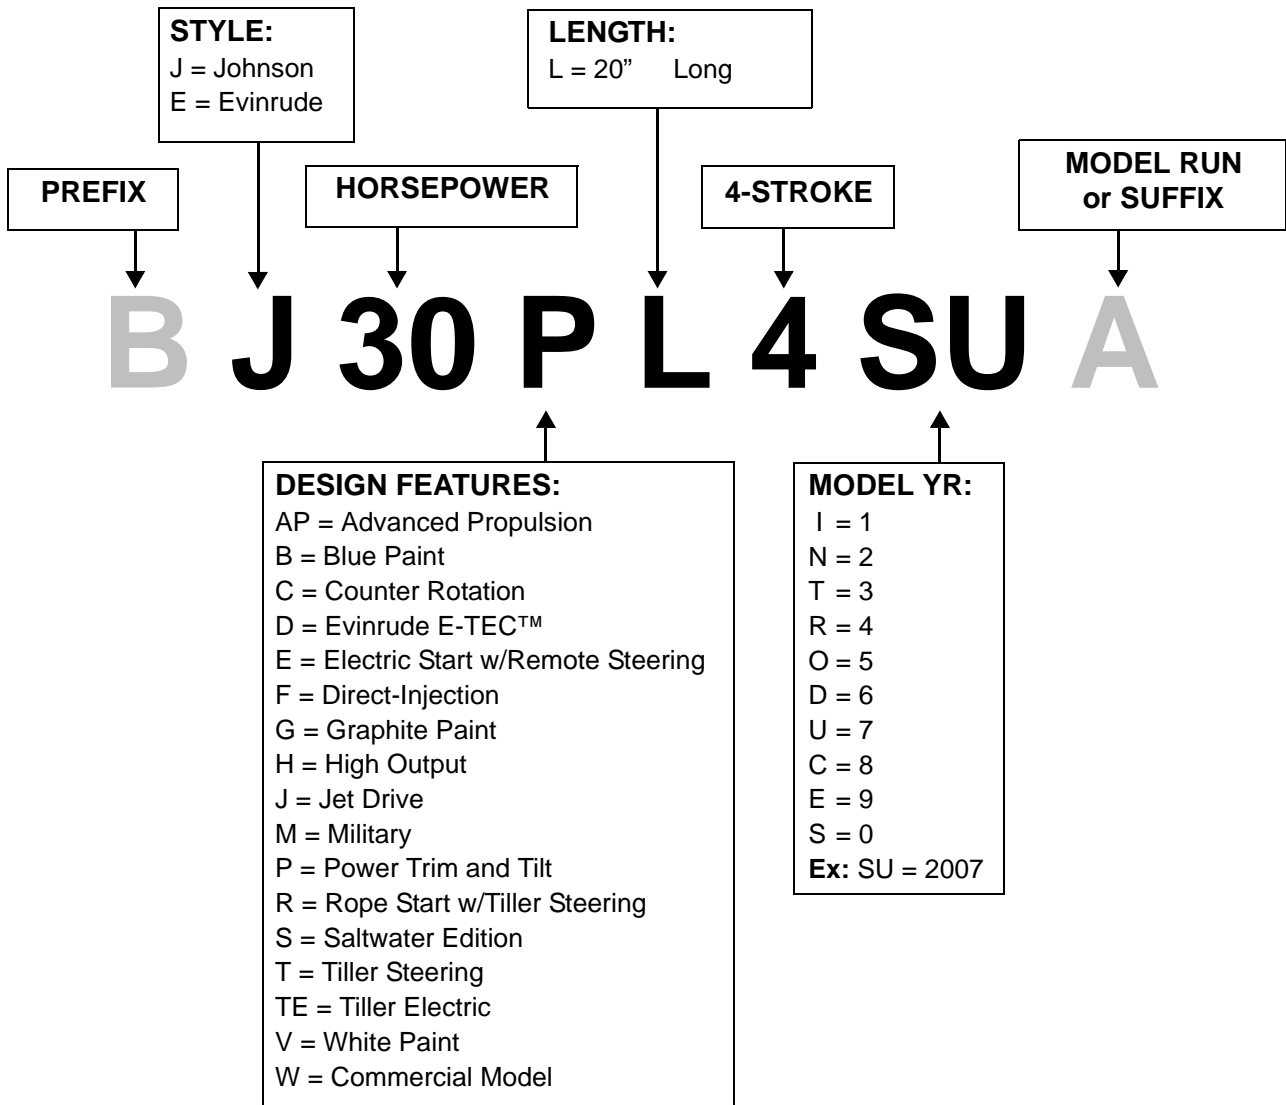 STYLE:
J = Johnson
E = Evinrude
LENGTH:
L = 20” Long
PREFIX
HORSEPOWER
4-STROKE
MODEL RUN
or SUFFIX
B J 30 P L 4 SU A
DESIGN FEATURES:
AP = Advanced Propulsion
B = Blue Paint
C = Counter Rotation
D = Evinrude E-TEC™
E = Electric Start w/Remote Steering
F = Direct-Injection
G = Graphite Paint
H = High Output
J = Jet Drive
M = Military
P = Power Trim and Tilt
R = Rope Start w/Tiller Steering
S = Saltwater Edition
T = Tiller Steering
TE = Tiller Electric
V = White Paint
W = Commercial Model
MODEL YR:
I = 1
N = 2
T = 3
R = 4
O = 5
D = 6
U = 7
C = 8
E = 9
S = 0
Ex: SU = 2007